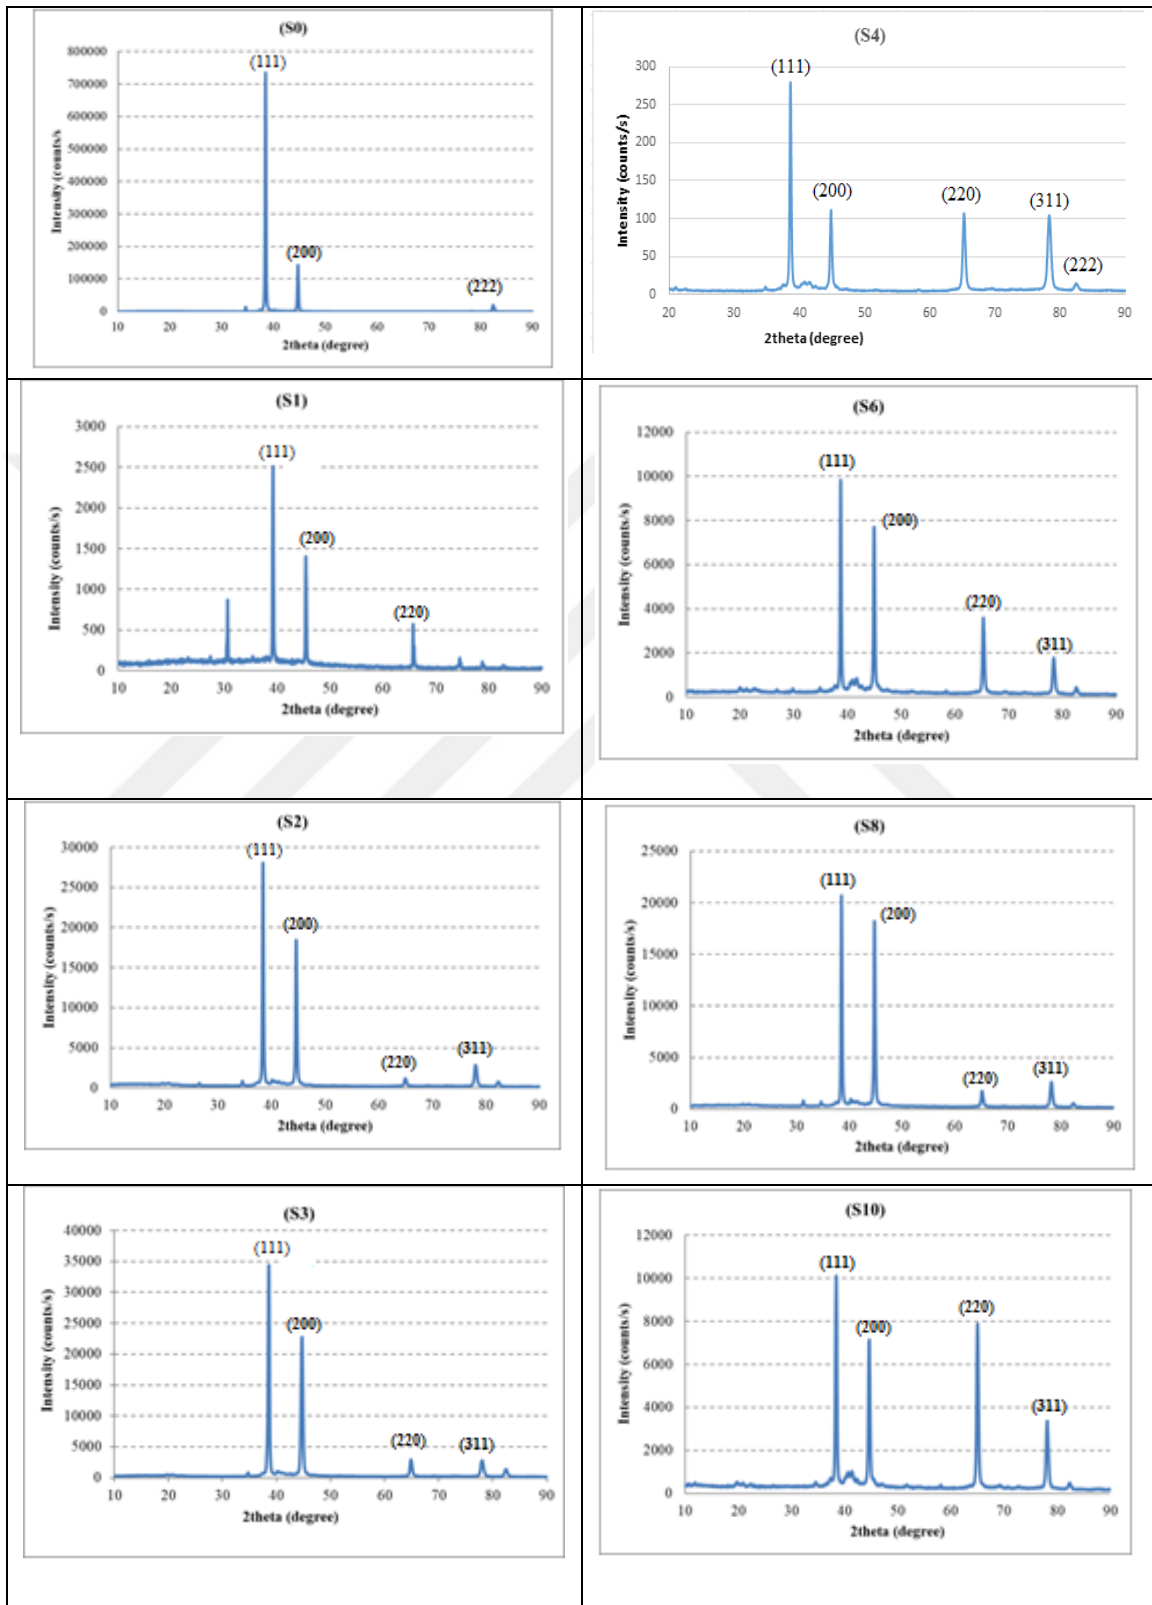 (S0)
800000
(111)
700000
600000
500000
400000
300000
200000
(200)
100000
(222)
0
10 20 30 40 50 60 70 80 90
2theta (degree)
Intensity (counts/s
(S4)
300
(111)
250
200
150
(200)
(220)
(311)
100
50
(222)
0
20 30 40 50 60 70 80 90
2theta (degree)
Intensity (counts/s)
(S1)
3000
(111)
2500
2000
(200)
1500
1000
(220)
500
0
10 20 30 40 50 60 70 80 90
2theta (degree)
Intensity (counts/s)
(S6)
12000
(111)
10000
(200)
8000
6000
(220)
4000
(311)
2000
0
10 20 30 40 50 60 70 80 90
2theta (degree)
Intensity (counts/s)
(S2)
30000
(111)
25000
(200)
20000
15000
10000
5000
(220)
(311)
0
10 20 30 40 50 60 70 80 90
2theta (degree)
Intensity (counts/s)
(S8)
25000
(111)
20000
(200)
15000
10000
5000
(220)
(311)
0
10 20 30 40 50 60 70 80 90
2theta (degree)
Intensity (counts/s)
(S3)
40000
(111)
35000
30000
25000
(200)
20000
15000
10000
5000
(220)
(311)
0
10 20 30 40 50 60 70 80 90
2theta (degree)
Intensity (counts/s)
(S10)
12000
(111)
10000
(220)
8000
(200)
6000
4000
(311)
2000
0
10 20 30 40 50 60 70 80 90
2theta (degree)
Intensity (counts/s)